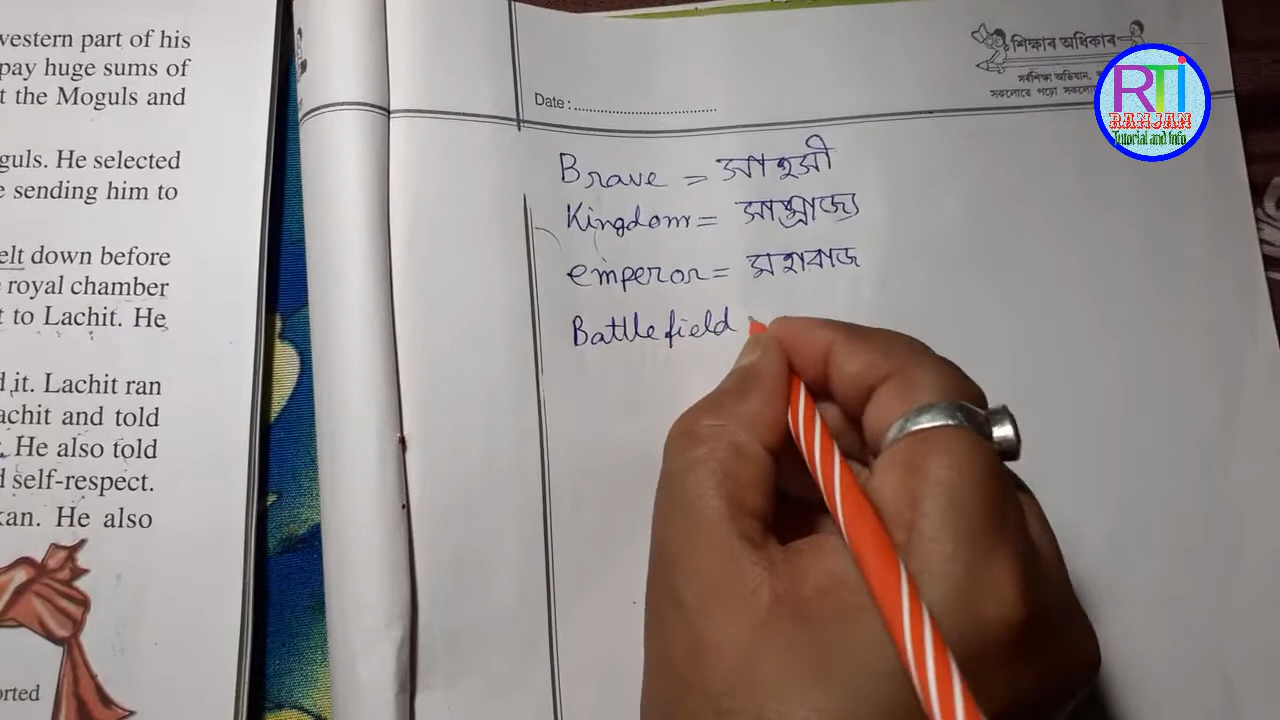 western part of his
pay huge sums of
t the Moguls and
guls. He selected
e sending him to
elt down before
royal chamber
t to Lachit. He
d it. Lachit ran
achit and told
He also told
d self-respect.
kan. He also
orted
শিক্ষাৰ অধিকাৰ
সৰ্বশিক্ষা অভিযান,
সকলোৱে পঢ়ো সকলোৱে
Date :
RTI
RANJAN
Tutorial and Info
Brave = সাহসী
Kingdom = সাম্ৰাজ্য
emperor = মহাৰাজ
Battlefield